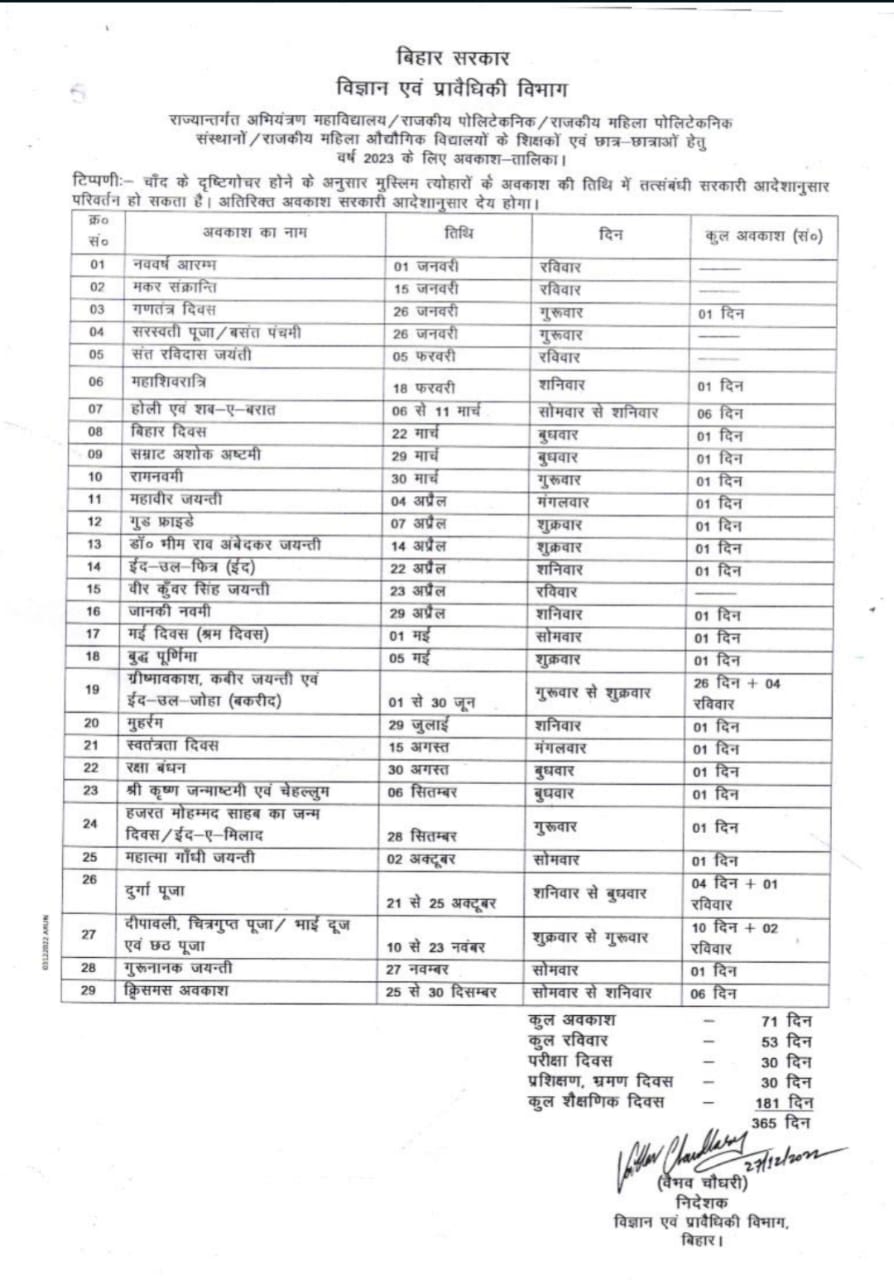 बिहार सरकार
विज्ञान एवं प्रावैधिकी विभाग
राज्यान्तर्गत अभियंत्रण महाविद्यालय/राजकीय पोलिटेकनिक/राजकीय महिला पोलिटेकनिक
संस्थानों/राजकीय महिला औद्यौगिक विद्यालयों के शिक्षकों एवं छात्र-छात्राओं हेतु
वर्ष 2023 के लिए अवकाश-तालिका।
टिप्पणीः- चाँद के दृष्टिगोचर होने के अनुसार मुस्लिम त्योहारों के अवकाश की तिथि में तत्संबंधी सरकारी आदेशानुसार
परिवर्तन हो सकता है। अतिरिक्त अवकाश सरकारी आदेशानुसार देय होगा।
क्र० सं० अवकाश का नाम तिथि दिन कुल अवकाश (सं०)
01 नववर्ष आरम्भ 01 जनवरी रविवार ——
02 मकर संक्रान्ति 15 जनवरी रविवार ——
03 गणतंत्र दिवस 26 जनवरी गुरूवार 01 दिन
04 सरस्वती पूजा/बसंत पंचमी 26 जनवरी गुरूवार ——
05 संत रविदास जयंती 05 फरवरी रविवार ——
06 महाशिवरात्रि 18 फरवरी शनिवार 01 दिन
07 होली एवं शब-ए-बरात 06 से 11 मार्च सोमवार से शनिवार 06 दिन
08 बिहार दिवस 22 मार्च बुधवार 01 दिन
09 सम्राट अशोक अष्टमी 29 मार्च बुधवार 01 दिन
10 रामनवमी 30 मार्च गुरूवार 01 दिन
11 महावीर जयन्ती 04 अप्रैल मंगलवार 01 दिन
12 गुड फ्राइडे 07 अप्रैल शुक्रवार 01 दिन
13 डॉ० भीम राव अंबेदकर जयन्ती 14 अप्रैल शुक्रवार 01 दिन
14 ईद-उल-फित्र (ईद) 22 अप्रैल शनिवार 01 दिन
15 वीर कुँवर सिंह जयन्ती 23 अप्रैल रविवार ——
16 जानकी नवमी 29 अप्रैल शनिवार 01 दिन
17 मई दिवस (श्रम दिवस) 01 मई सोमवार 01 दिन
18 बुद्ध पूर्णिमा 05 मई शुक्रवार 01 दिन
19 ग्रीष्मावकाश, कबीर जयन्ती एवं ईद-उल-जोहा (बकरीद) 01 से 30 जून गुरूवार से शुक्रवार 26 दिन + 04 रविवार
20 मुहर्रम 29 जुलाई शनिवार 01 दिन
21 स्वतंत्रता दिवस 15 अगस्त मंगलवार 01 दिन
22 रक्षा बंधन 30 अगस्त बुधवार 01 दिन
23 श्री कृष्ण जन्माष्टमी एवं चेहल्लुम 06 सितम्बर बुधवार 01 दिन
24 हजरत मोहम्मद साहब का जन्म दिवस/ईद-ए-मिलाद 28 सितम्बर गुरूवार 01 दिन
25 महात्मा गाँधी जयन्ती 02 अक्टूबर सोमवार 01 दिन
26 दुर्गा पूजा 21 से 25 अक्टूबर शनिवार से बुधवार 04 दिन + 01 रविवार
27 दीपावली, चित्रगुप्त पूजा/ भाई दूज एवं छठ पूजा 10 से 23 नवंबर शुक्रवार से गुरूवार 10 दिन + 02 रविवार
28 गुरूनानक जयन्ती 27 नवम्बर सोमवार 01 दिन
29 क्रिसमस अवकाश 25 से 30 दिसम्बर सोमवार से शनिवार 06 दिन
कुल अवकाश – 71 दिन
कुल रविवार – 53 दिन
परीक्षा दिवस – 30 दिन
प्रशिक्षण, भ्रमण दिवस – 30 दिन
कुल शैक्षणिक दिवस – 181 दिन
365 दिन
27/12/2022
(वैभव चौधरी)
निदेशक
विज्ञान एवं प्रावैधिकी विभाग,
बिहार।
03122022 ARUN